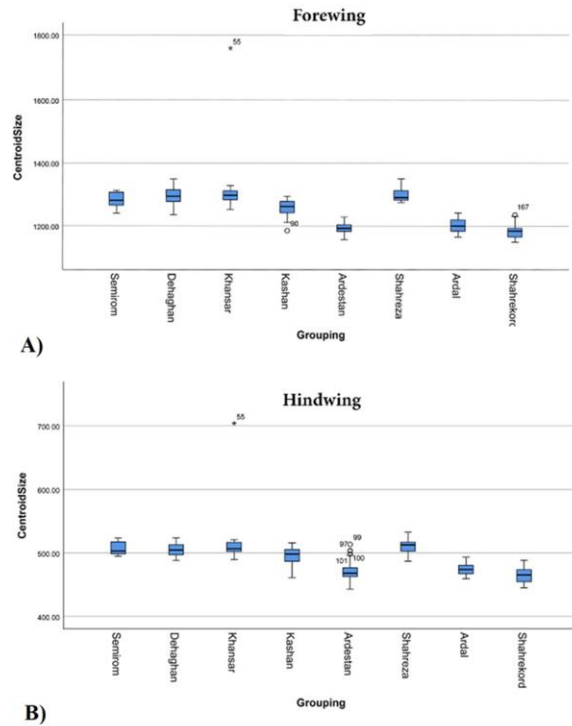 Forewing
1800.00
55
1600.00
CentroidSize
1400.00
167
90
1200.00
Semirom
Dehaghan
Khansar
Kashan
Ardestan
Shahreza
Ardal
Shahrekord
Grouping
A)
Hindwing
700.00
55
600.00
CentroidSize
99
97
500.00
101
100
400.00
Semirom
Dehaghan
Khansar
Kashan
Ardestan
Shahreza
Ardal
Shahrekord
Grouping
B)